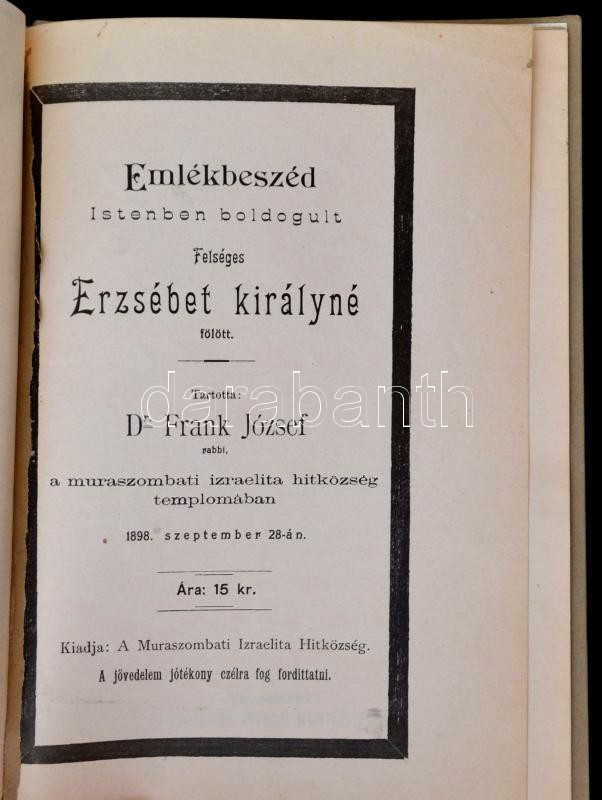 Emlékbeszéd
Istenben boldogult
Felséges
Erzsébet királyné
fölött.
Tartotta:
Dr Frank József
rabbi,
a muraszombati izraelita hitközség
templomában
1898. szeptember 28-án.
Ára: 15 kr.
Kiadja: A Muraszombati Izraelita Hitközség.
A jövedelem jótékony czélra fog fordittatni.
darabanth